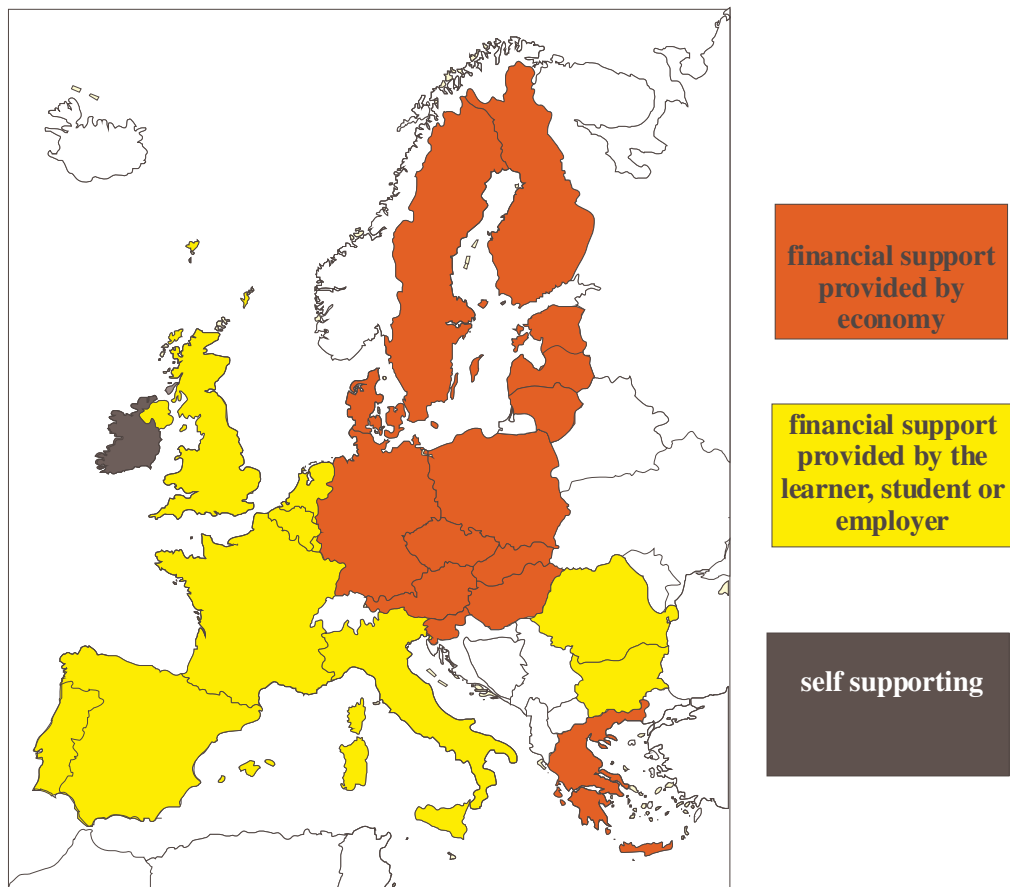 financial support
provided by
economy
financial support
provided by the
learner, student or
employer
self supporting